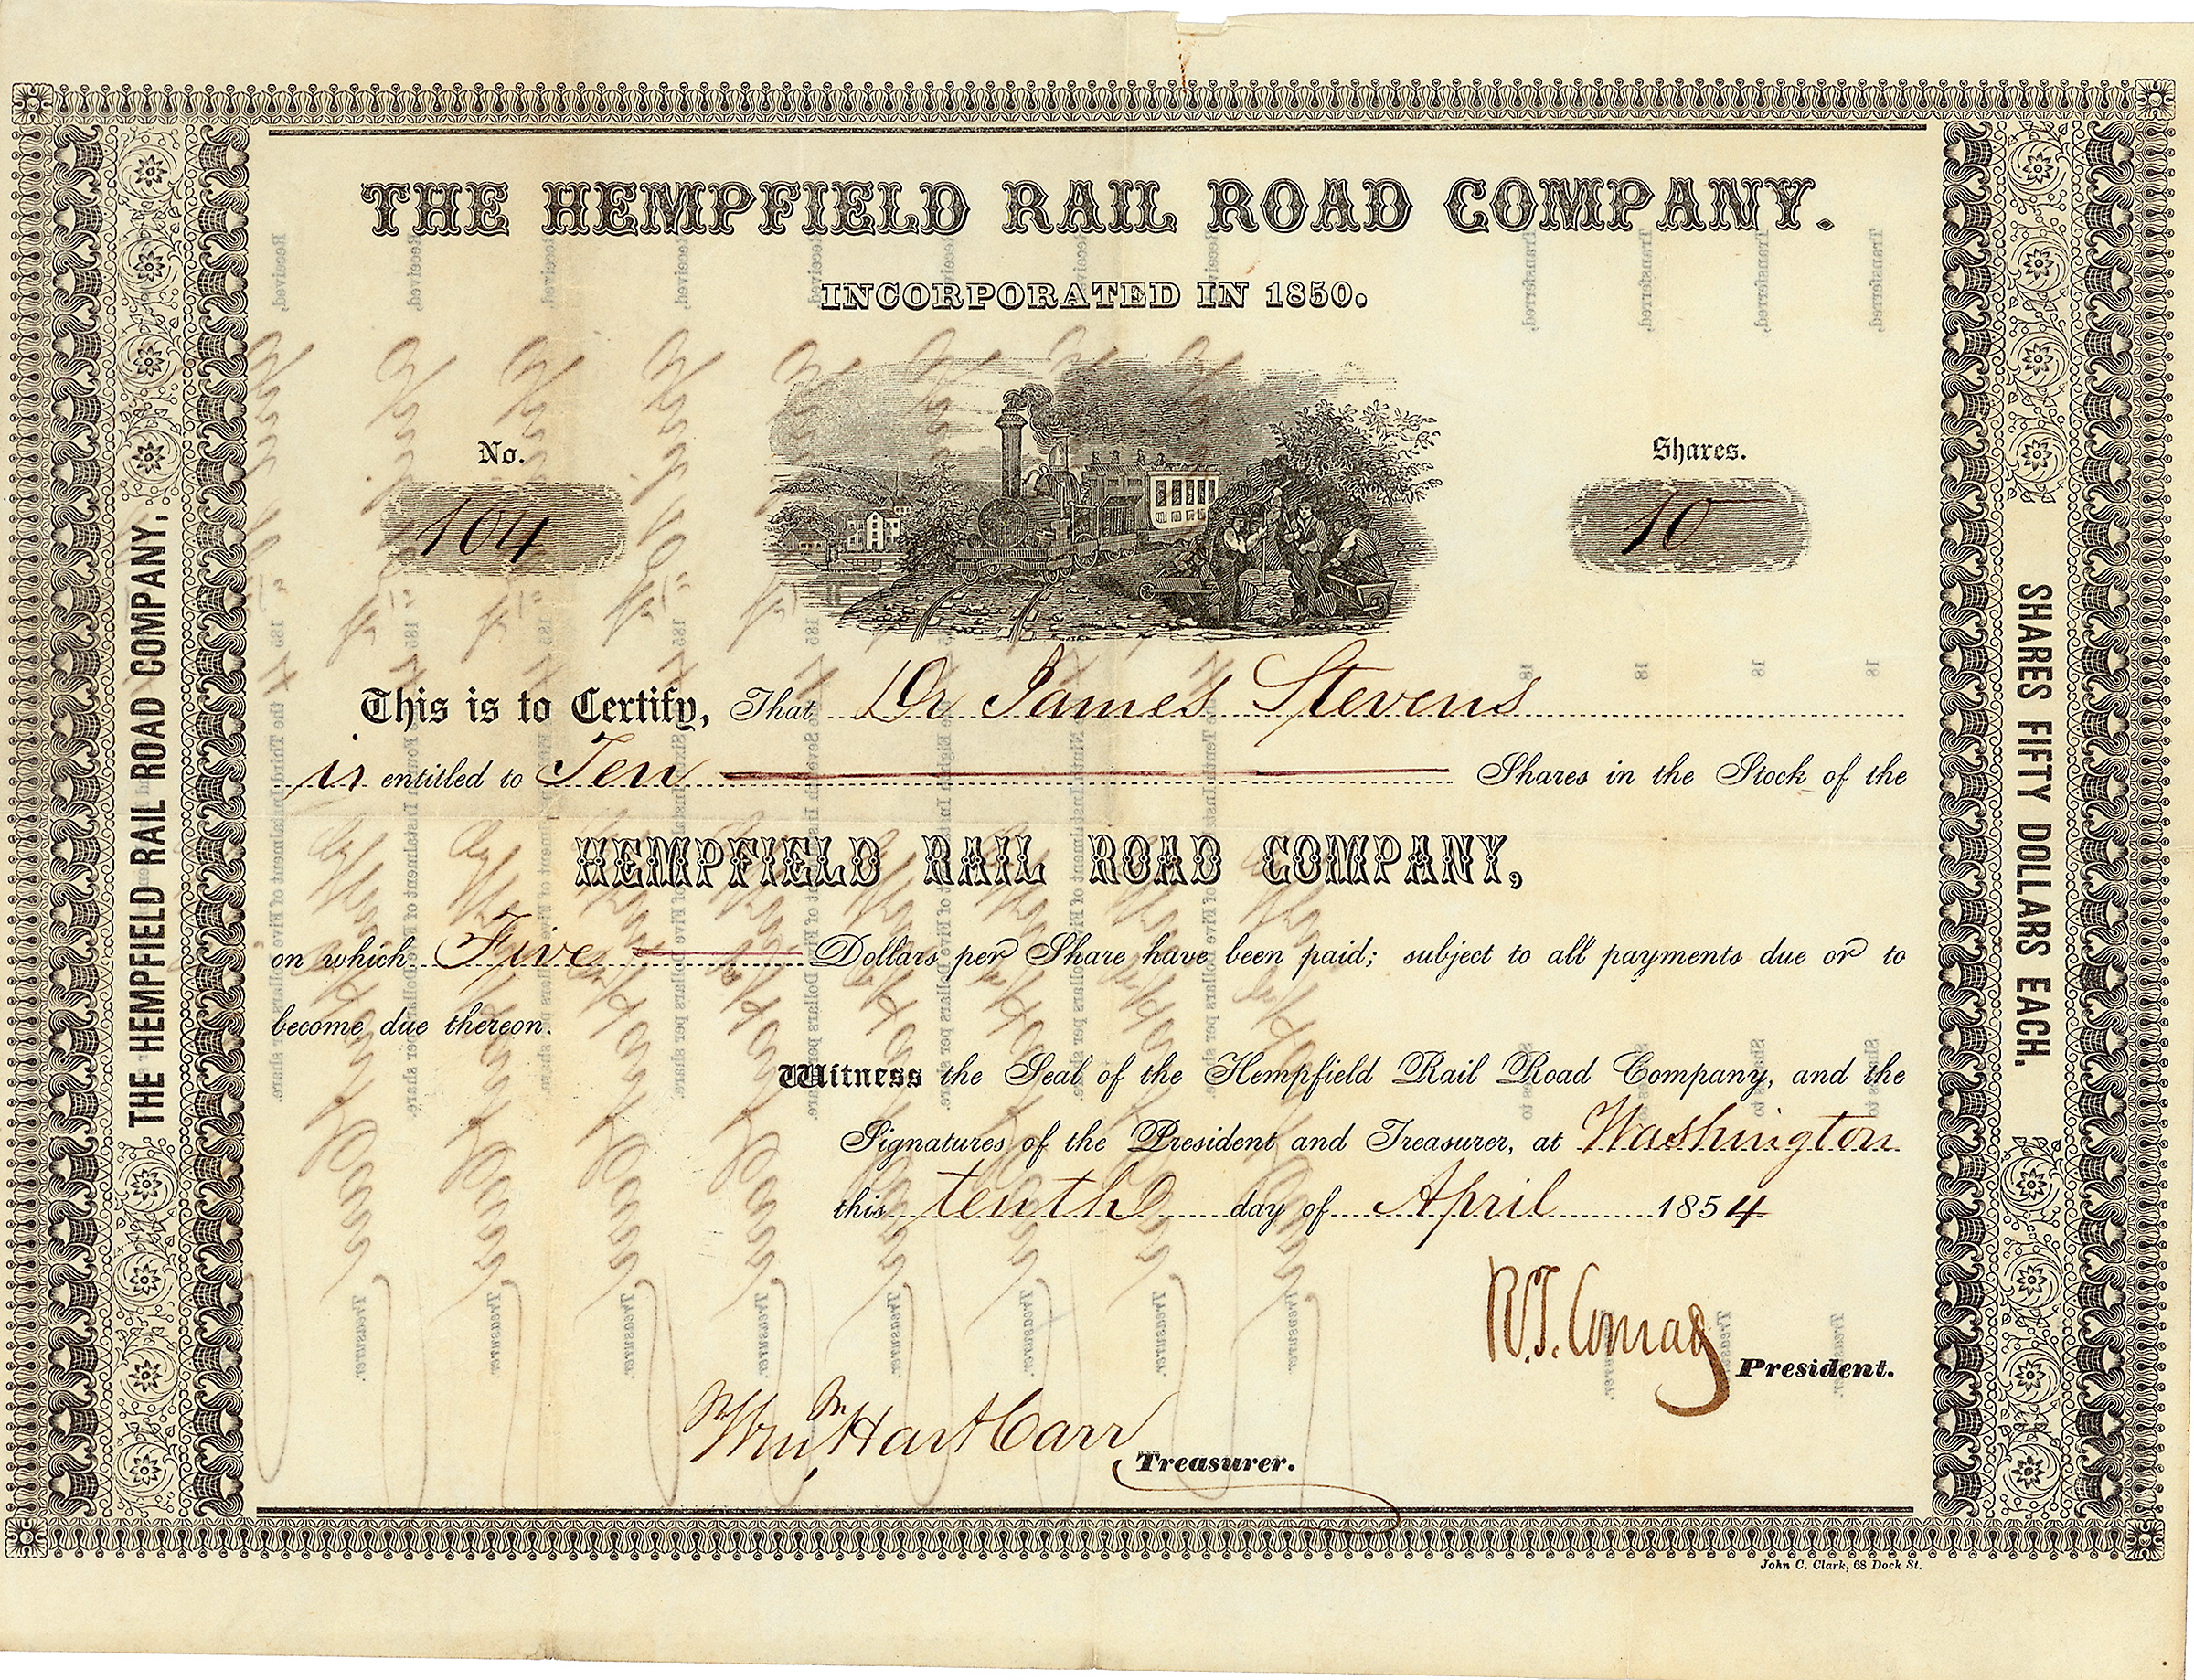 THE HEMPFIELD RAIL ROAD COMPANY.
INCORPORATED IN 1850.
No.
104
Shares.
10
This is to Certify, That Dr James Stevens
is entitled to Ten Shares in the Stock of the
HEMPFIELD RAIL ROAD COMPANY,
on which Five Dollars per Share have been paid; subject to all payments due or to
become due thereon.
Witness the Seal of the Hempfield Rail Road Company, and the
Signatures of the President and Treasurer, at Washington
this tenth day of April 1854
R.T. Conrad
President.
Wm Hart Carr
Treasurer.
THE HEMPFIELD RAIL ROAD COMPANY.
SHARES FIFTY DOLLARS EACH.
John C. Clark, 68 Dock St.